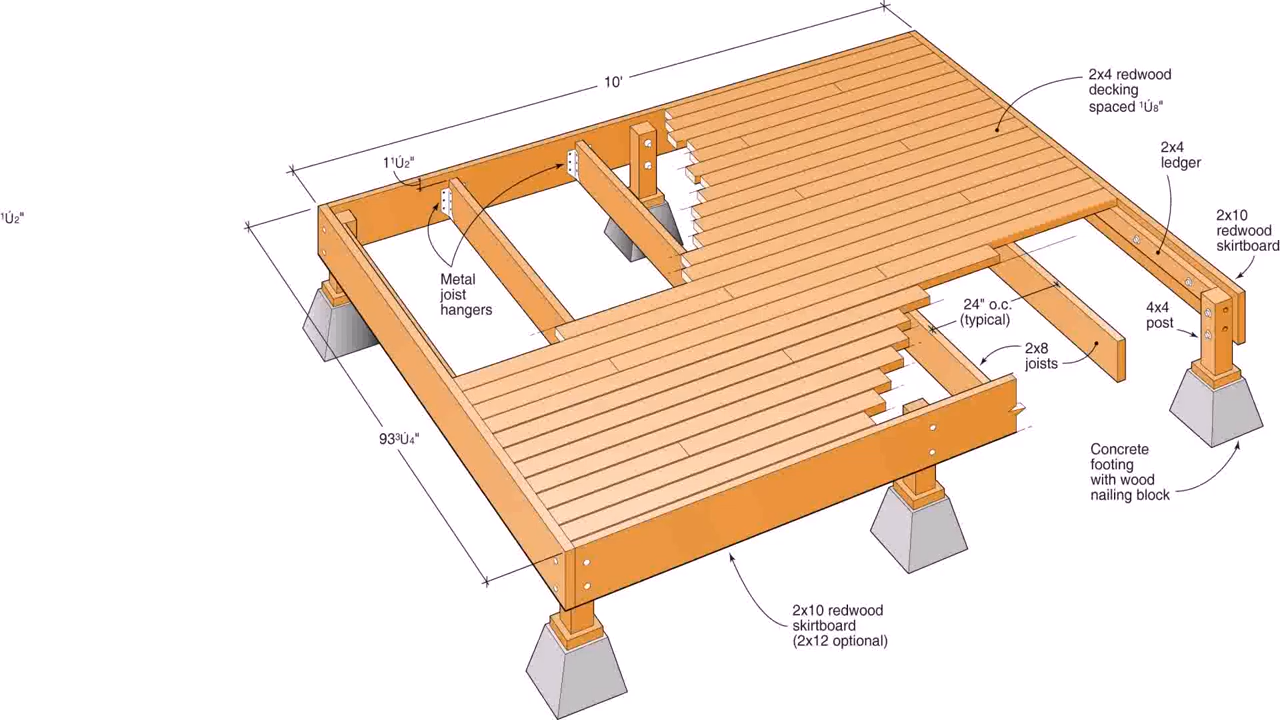 10'
2x4 redwood
decking
spaced ¹Ú₈"
2x4
ledger
1¹Ú₂"
¹Ú₂"
2x10
redwood
skirtboard
Metal
joist
hangers
24" o.c.
(typical)
4x4
post
2x8
joists
93³Ú₄"
Concrete
footing
with wood
nailing block
2x10 redwood
skirtboard
(2x12 optional)